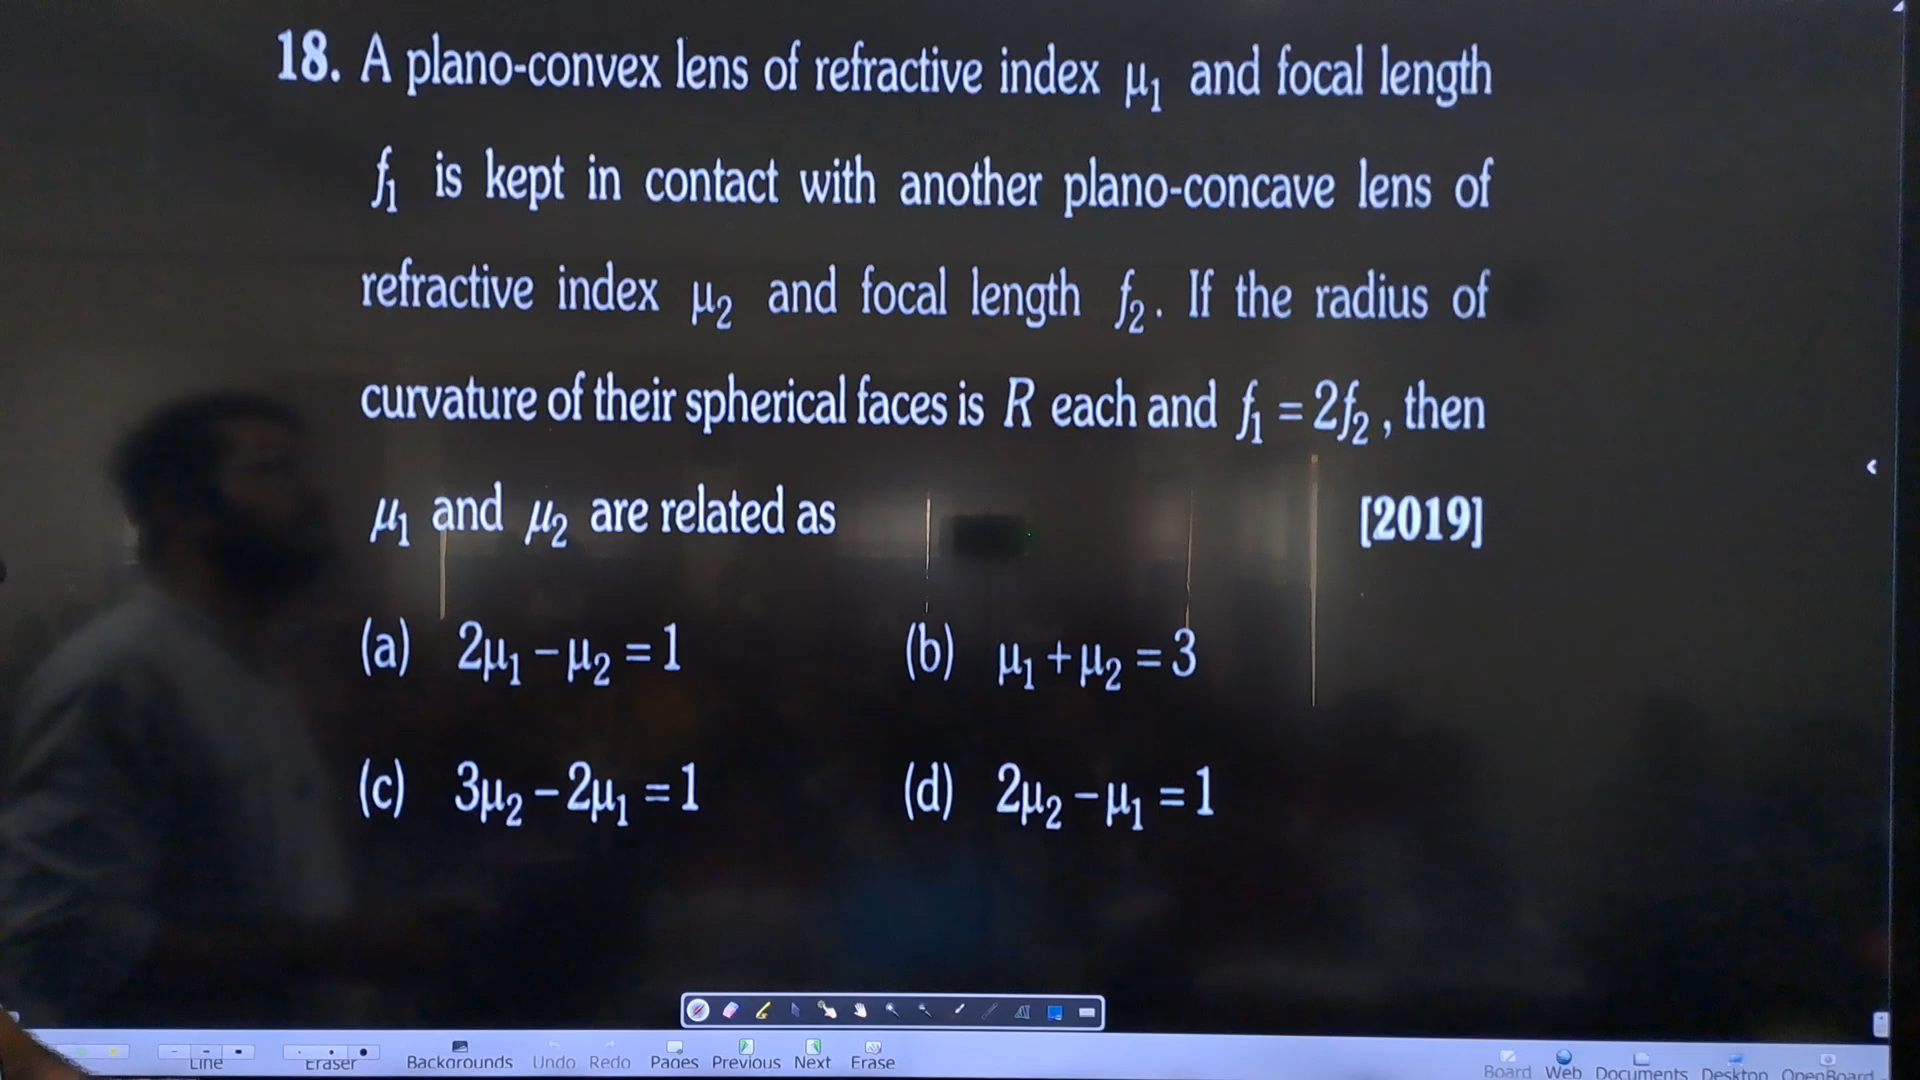 18. A plano-convex lens of refractive index μ₁ and focal length
f₁ is kept in contact with another plano-concave lens of
refractive index μ₂ and focal length f₂. If the radius of
curvature of their spherical faces is R each and f₁ = 2f₂, then
μ₁ and μ₂ are related as [2019]
(a) 2μ₁ − μ₂ = 1 (b) μ₁ + μ₂ = 3
(c) 3μ₂ − 2μ₁ = 1 (d) 2μ₂ − μ₁ = 1
Line Eraser Backgrounds Undo Redo Pages Previous Next Erase Board Web Documents Desktop OpenBoard